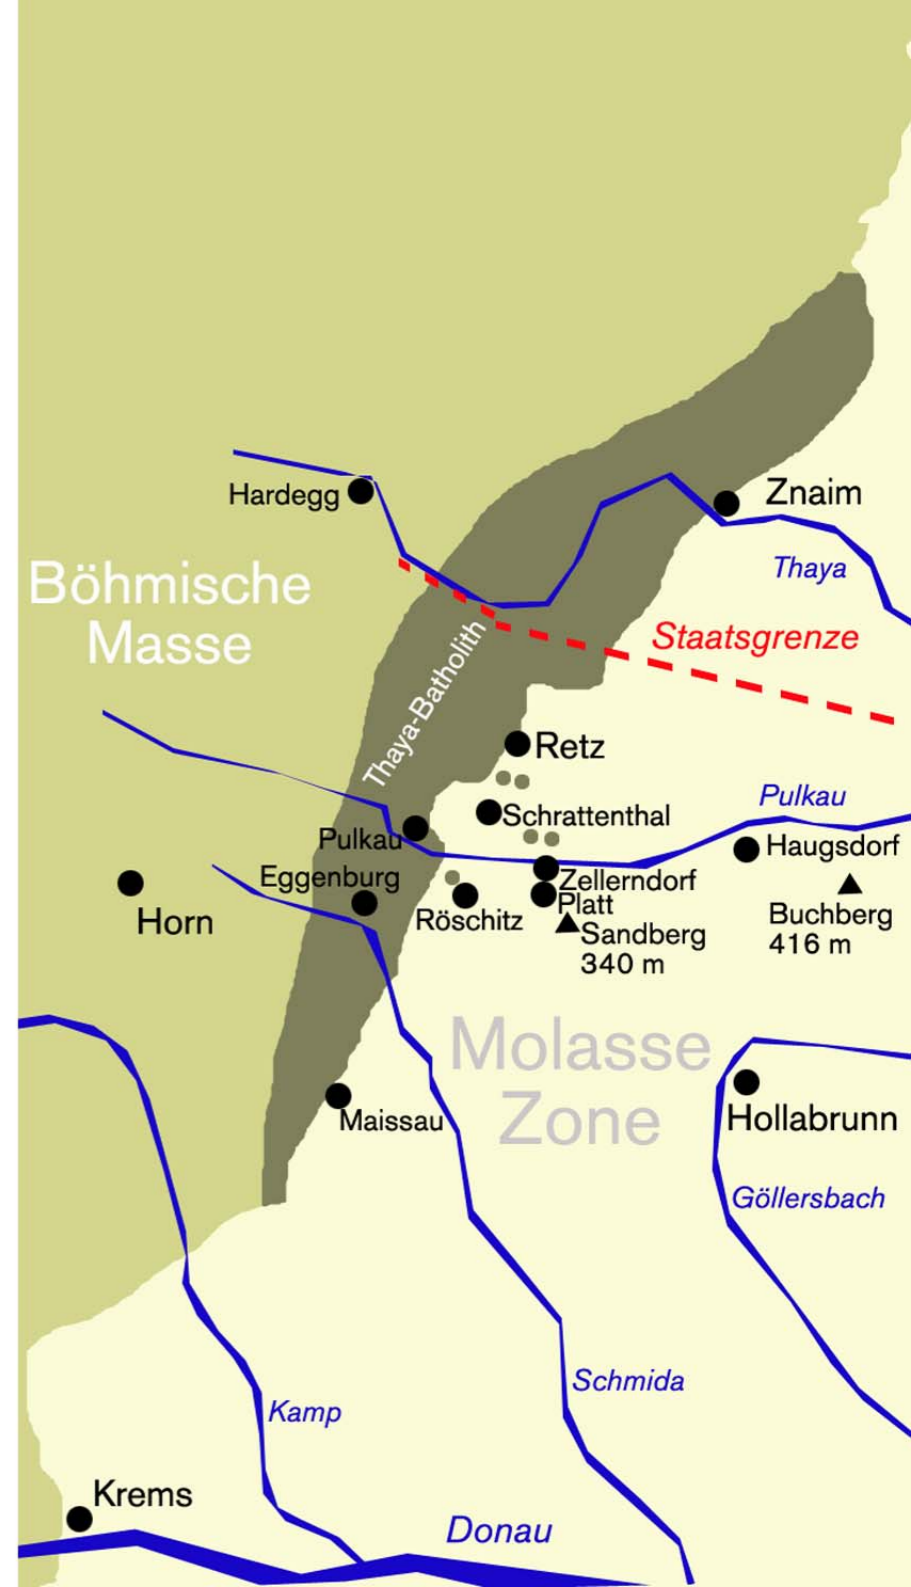 Znaim
Hardegg
Thaya
Böhmische
Masse
Staatsgrenze
Thaya-Batholith
Retz
Pulkau
Schrattenthal
Pulkau
Haugsdorf
Eggenburg
Zellerndorf
Platt
Horn
Röschitz
Buchberg
416 m
Sandberg
340 m
Molasse
Zone
Maissau
Hollabrunn
Göllersbach
Schmida
Kamp
Krems
Donau